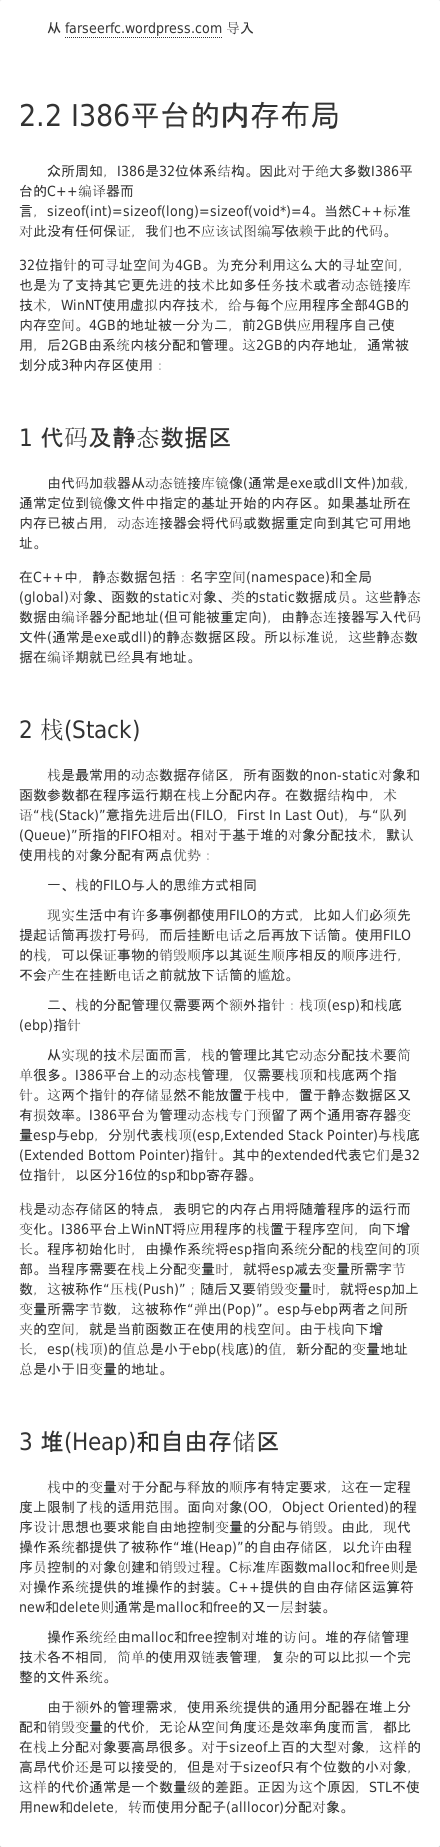 从 farseerfc.wordpress.com 导入
2.2 I386平台的内存布局
众所周知，I386是32位体系结构。因此对于绝大多数I386平
台的C++编译器而
言，sizeof(int)=sizeof(long)=sizeof(void*)=4。当然C++标准
对此没有任何保证，我们也不应该试图编写依赖于此的代码。
32位指针的可寻址空间为4GB。为充分利用这么大的寻址空间，
也是为了支持其它更先进的技术比如多任务技术或者动态链接库
技术，WinNT使用虚拟内存技术，给与每个应用程序全部4GB的
内存空间。4GB的地址被一分为二，前2GB供应用程序自己使
用，后2GB由系统内核分配和管理。这2GB的内存地址，通常被
划分成3种内存区使用：
1 代码及静态数据区
由代码加载器从动态链接库镜像(通常是exe或dll文件)加载，
通常定位到镜像文件中指定的基址开始的内存区。如果基址所在
内存已被占用，动态连接器会将代码或数据重定向到其它可用地
址。
在C++中，静态数据包括：名字空间(namespace)和全局
(global)对象、函数的static对象、类的static数据成员。这些静态
数据由编译器分配地址(但可能被重定向)，由静态连接器写入代码
文件(通常是exe或dll)的静态数据区段。所以标准说，这些静态数
据在编译期就已经具有地址。
2 栈(Stack)
栈是最常用的动态数据存储区，所有函数的non-static对象和
函数参数都在程序运行期在栈上分配内存。在数据结构中，术
语“栈(Stack)”意指先进后出(FILO，First In Last Out)，与“队列
(Queue)”所指的FIFO相对。相对于基于堆的对象分配技术，默认
使用栈的对象分配有两点优势：
一、栈的FILO与人的思维方式相同
现实生活中有许多事例都使用FILO的方式，比如人们必须先
提起话筒再拨打号码，而后挂断电话之后再放下话筒。使用FILO
的栈，可以保证事物的销毁顺序以其诞生顺序相反的顺序进行，
不会产生在挂断电话之前就放下话筒的尴尬。
二、栈的分配管理仅需要两个额外指针：栈顶(esp)和栈底
(ebp)指针
从实现的技术层面而言，栈的管理比其它动态分配技术要简
单很多。I386平台上的动态栈管理，仅需要栈顶和栈底两个指
针。这两个指针的存储显然不能放置于栈中，置于静态数据区又
有损效率。I386平台为管理动态栈专门预留了两个通用寄存器变
量esp与ebp，分别代表栈顶(esp,Extended Stack Pointer)与栈底
(Extended Bottom Pointer)指针。其中的extended代表它们是32
位指针，以区分16位的sp和bp寄存器。
栈是动态存储区的特点，表明它的内存占用将随着程序的运行而
变化。I386平台上WinNT将应用程序的栈置于程序空间，向下增
长。程序初始化时，由操作系统将esp指向系统分配的栈空间的顶
部。当程序需要在栈上分配变量时，就将esp减去变量所需字节
数，这被称作“压栈(Push)”；随后又要销毁变量时，就将esp加上
变量所需字节数，这被称作“弹出(Pop)”。esp与ebp两者之间所
夹的空间，就是当前函数正在使用的栈空间。由于栈向下增
长，esp(栈顶)的值总是小于ebp(栈底)的值，新分配的变量地址
总是小于旧变量的地址。
3 堆(Heap)和自由存储区
栈中的变量对于分配与释放的顺序有特定要求，这在一定程
度上限制了栈的适用范围。面向对象(OO，Object Oriented)的程
序设计思想也要求能自由地控制变量的分配与销毁。由此，现代
操作系统都提供了被称作“堆(Heap)”的自由存储区，以允许由程
序员控制的对象创建和销毁过程。C标准库函数malloc和free则是
对操作系统提供的堆操作的封装。C++提供的自由存储区运算符
new和delete则通常是malloc和free的又一层封装。
操作系统经由malloc和free控制对堆的访问。堆的存储管理
技术各不相同，简单的使用双链表管理，复杂的可以比拟一个完
整的文件系统。
由于额外的管理需求，使用系统提供的通用分配器在堆上分
配和销毁变量的代价，无论从空间角度还是效率角度而言，都比
在栈上分配对象要高昂很多。对于sizeof上百的大型对象，这样的
高昂代价还是可以接受的，但是对于sizeof只有个位数的小对象，
这样的代价通常是一个数量级的差距。正因为这个原因，STL不使
用new和delete，转而使用分配子(alllocor)分配对象。